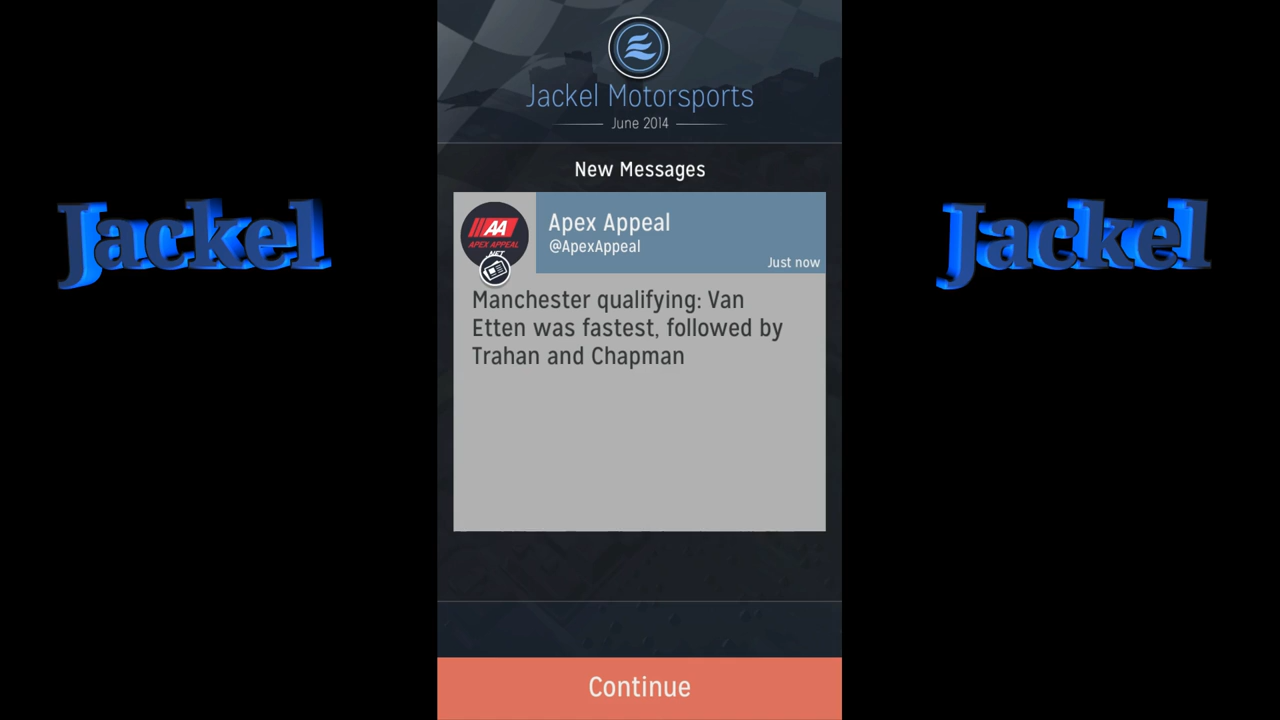 Jackel Motorsports
June 2014
New Messages
AA
APEX APPEAL
.NET
Apex Appeal
@ApexAppeal
Just now
Manchester qualifying: Van
Etten was fastest, followed by
Trahan and Chapman
Jackel
Jackel
Continue